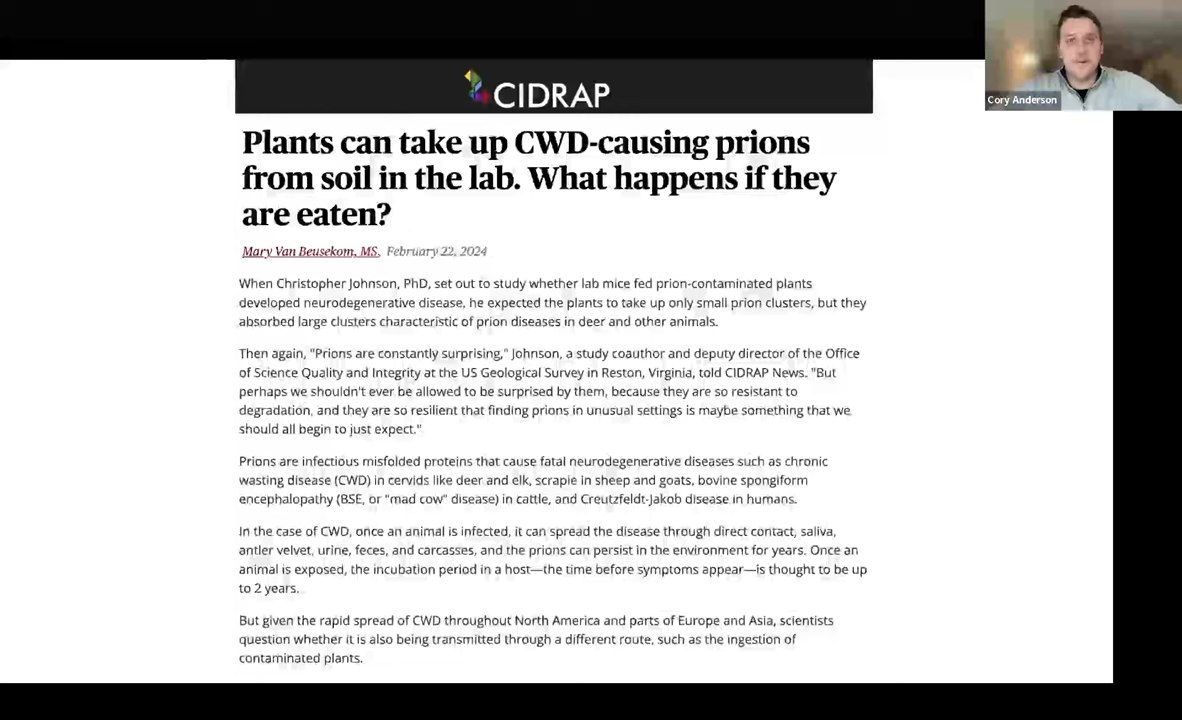 CIDRAP
Cory Anderson
Plants can take up CWD-causing prions
from soil in the lab. What happens if they
are eaten?
Mary Van Beusekom, MS, February 22, 2024
When Christopher Johnson, PhD, set out to study whether lab mice fed prion-contaminated plants
developed neurodegenerative disease, he expected the plants to take up only small prion clusters, but they
absorbed large clusters characteristic of prion diseases in deer and other animals.
Then again, "Prions are constantly surprising," Johnson, a study coauthor and deputy director of the Office
of Science Quality and Integrity at the US Geological Survey in Reston, Virginia, told CIDRAP News. "But
perhaps we shouldn't ever be allowed to be surprised by them, because they are so resistant to
degradation, and they are so resilient that finding prions in unusual settings is maybe something that we
should all begin to just expect."
Prions are infectious misfolded proteins that cause fatal neurodegenerative diseases such as chronic
wasting disease (CWD) in cervids like deer and elk, scrapie in sheep and goats, bovine spongiform
encephalopathy (BSE, or "mad cow" disease) in cattle, and Creutzfeldt-Jakob disease in humans.
In the case of CWD, once an animal is infected, it can spread the disease through direct contact, saliva,
antler velvet, urine, feces, and carcasses, and the prions can persist in the environment for years. Once an
animal is exposed, the incubation period in a host—the time before symptoms appear—is thought to be up
to 2 years.
But given the rapid spread of CWD throughout North America and parts of Europe and Asia, scientists
question whether it is also being transmitted through a different route, such as the ingestion of
contaminated plants.